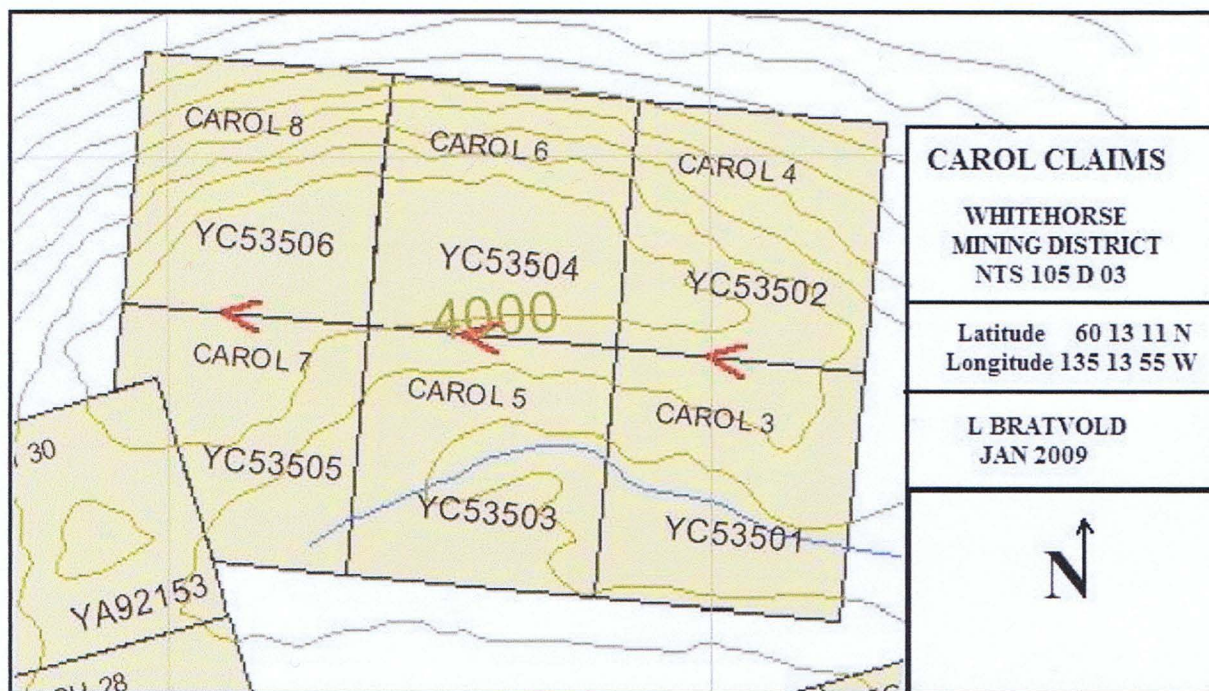 CAROL 8
CAROL 6
CAROL 4
YC53506
YC53504
YC53502
4000
CAROL 7
CAROL 5
CAROL 3
YC53505
YC53503
YC53501
30
YA92153
28
CAROL CLAIMS
WHITEHORSE
MINING DISTRICT
NTS 105 D 03
Latitude 60 13 11 N
Longitude 135 13 55 W
L BRATVOLD
JAN 2009
N